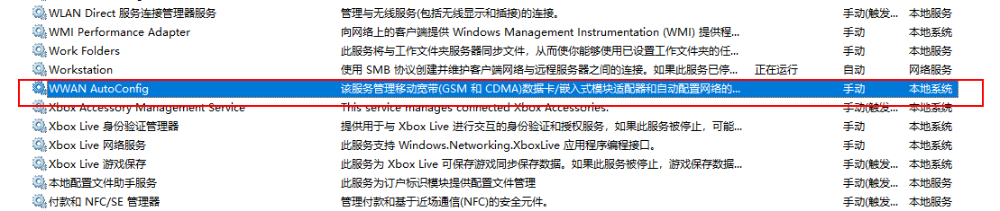 WLAN Direct 服务连接管理器服务 管理与无线服务(包括无线显示和插接)的连接。 手动(触发... 本地服务
WMI Performance Adapter 向网络上的客户端提供 Windows Management Instrumentation (WMI) 提程... 手动 本地系统
Work Folders 此服务将与工作文件夹服务器同步文件，从而使你能够使用已设置工作文件夹的任... 手动 本地服务
Workstation 使用 SMB 协议创建并维护客户端网络与远程服务器之间的连接。如果此服务已停... 正在运行 自动 网络服务
WWAN AutoConfig 该服务管理移动宽带(GSM 和 CDMA)数据卡/嵌入式模块适配器和自动配置网络的... 手动 本地系统
Xbox Accessory Management Service This service manages connected Xbox Accessories. 手动(触发... 本地系统
Xbox Live 身份验证管理器 提供用于与 Xbox Live 进行交互的身份验证和授权服务，如果此服务被停止，可能... 手动 本地系统
Xbox Live 网络服务 此服务支持 Windows.Networking.XboxLive 应用程序编程接口。 手动 本地系统
Xbox Live 游戏保存 此服务为 Xbox Live 可保存游戏同步保存数据。如果此服务被停止，游戏保存数据... 手动(触发... 本地系统
本地配置文件助手服务 此服务为订户标识模块提供配置文件管理 手动(触发... 本地服务
付款和 NFC/SE 管理器 管理付款和基于近场通信(NFC)的安全元件。 手动(触发... 本地服务